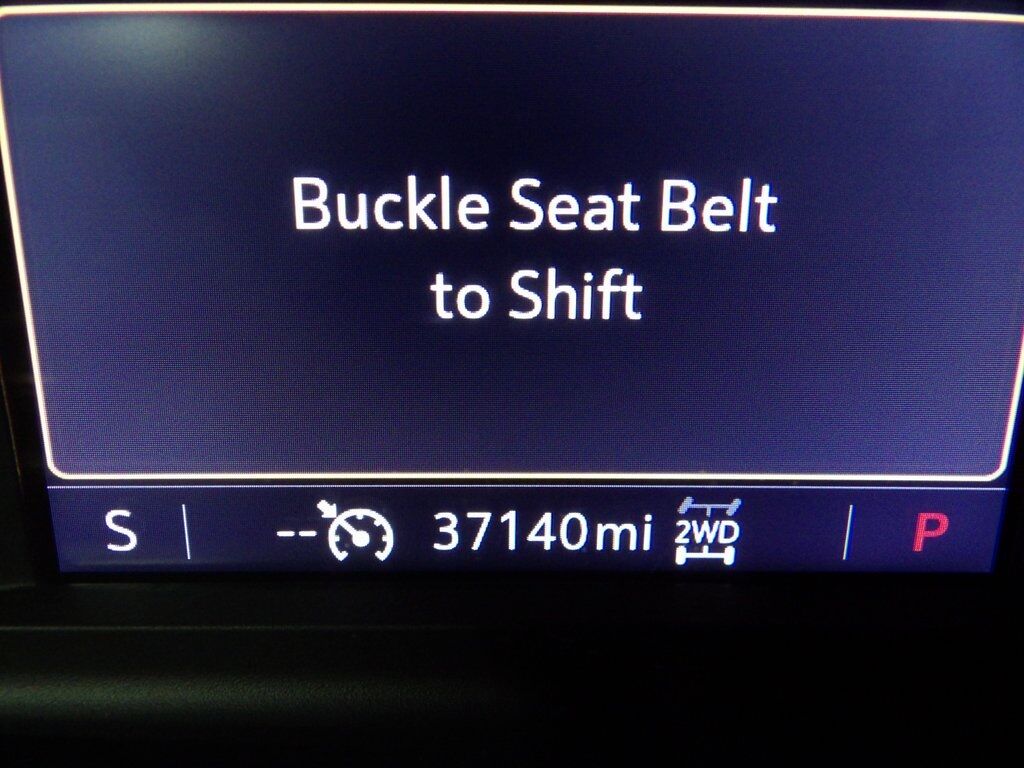 Buckle Seat Belt
to Shift
S -- 37140mi 2WD P